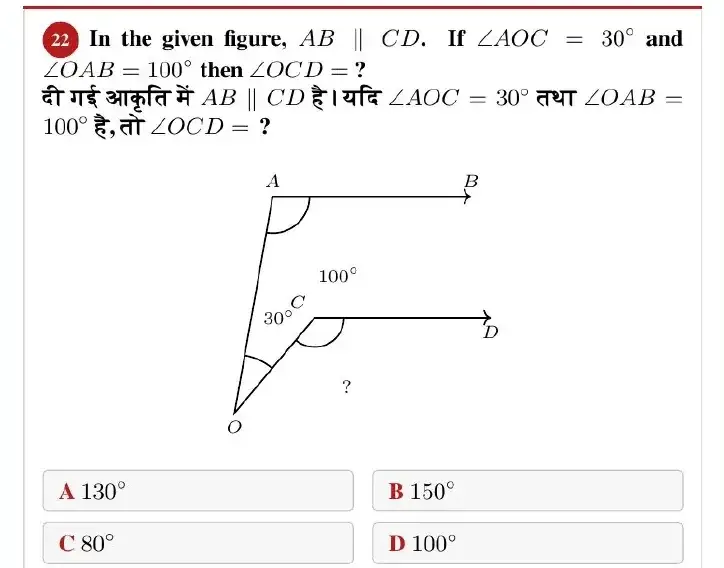 22 In the given figure, AB ∥ CD. If ∠AOC = 30° and
∠OAB = 100° then ∠OCD = ?
दी गई आकृति में AB ∥ CD है। यदि ∠AOC = 30° तथा ∠OAB =
100° है, तो ∠OCD = ?
A
B
100°
C
30°
D
?
O
A 130°
B 150°
C 80°
D 100°